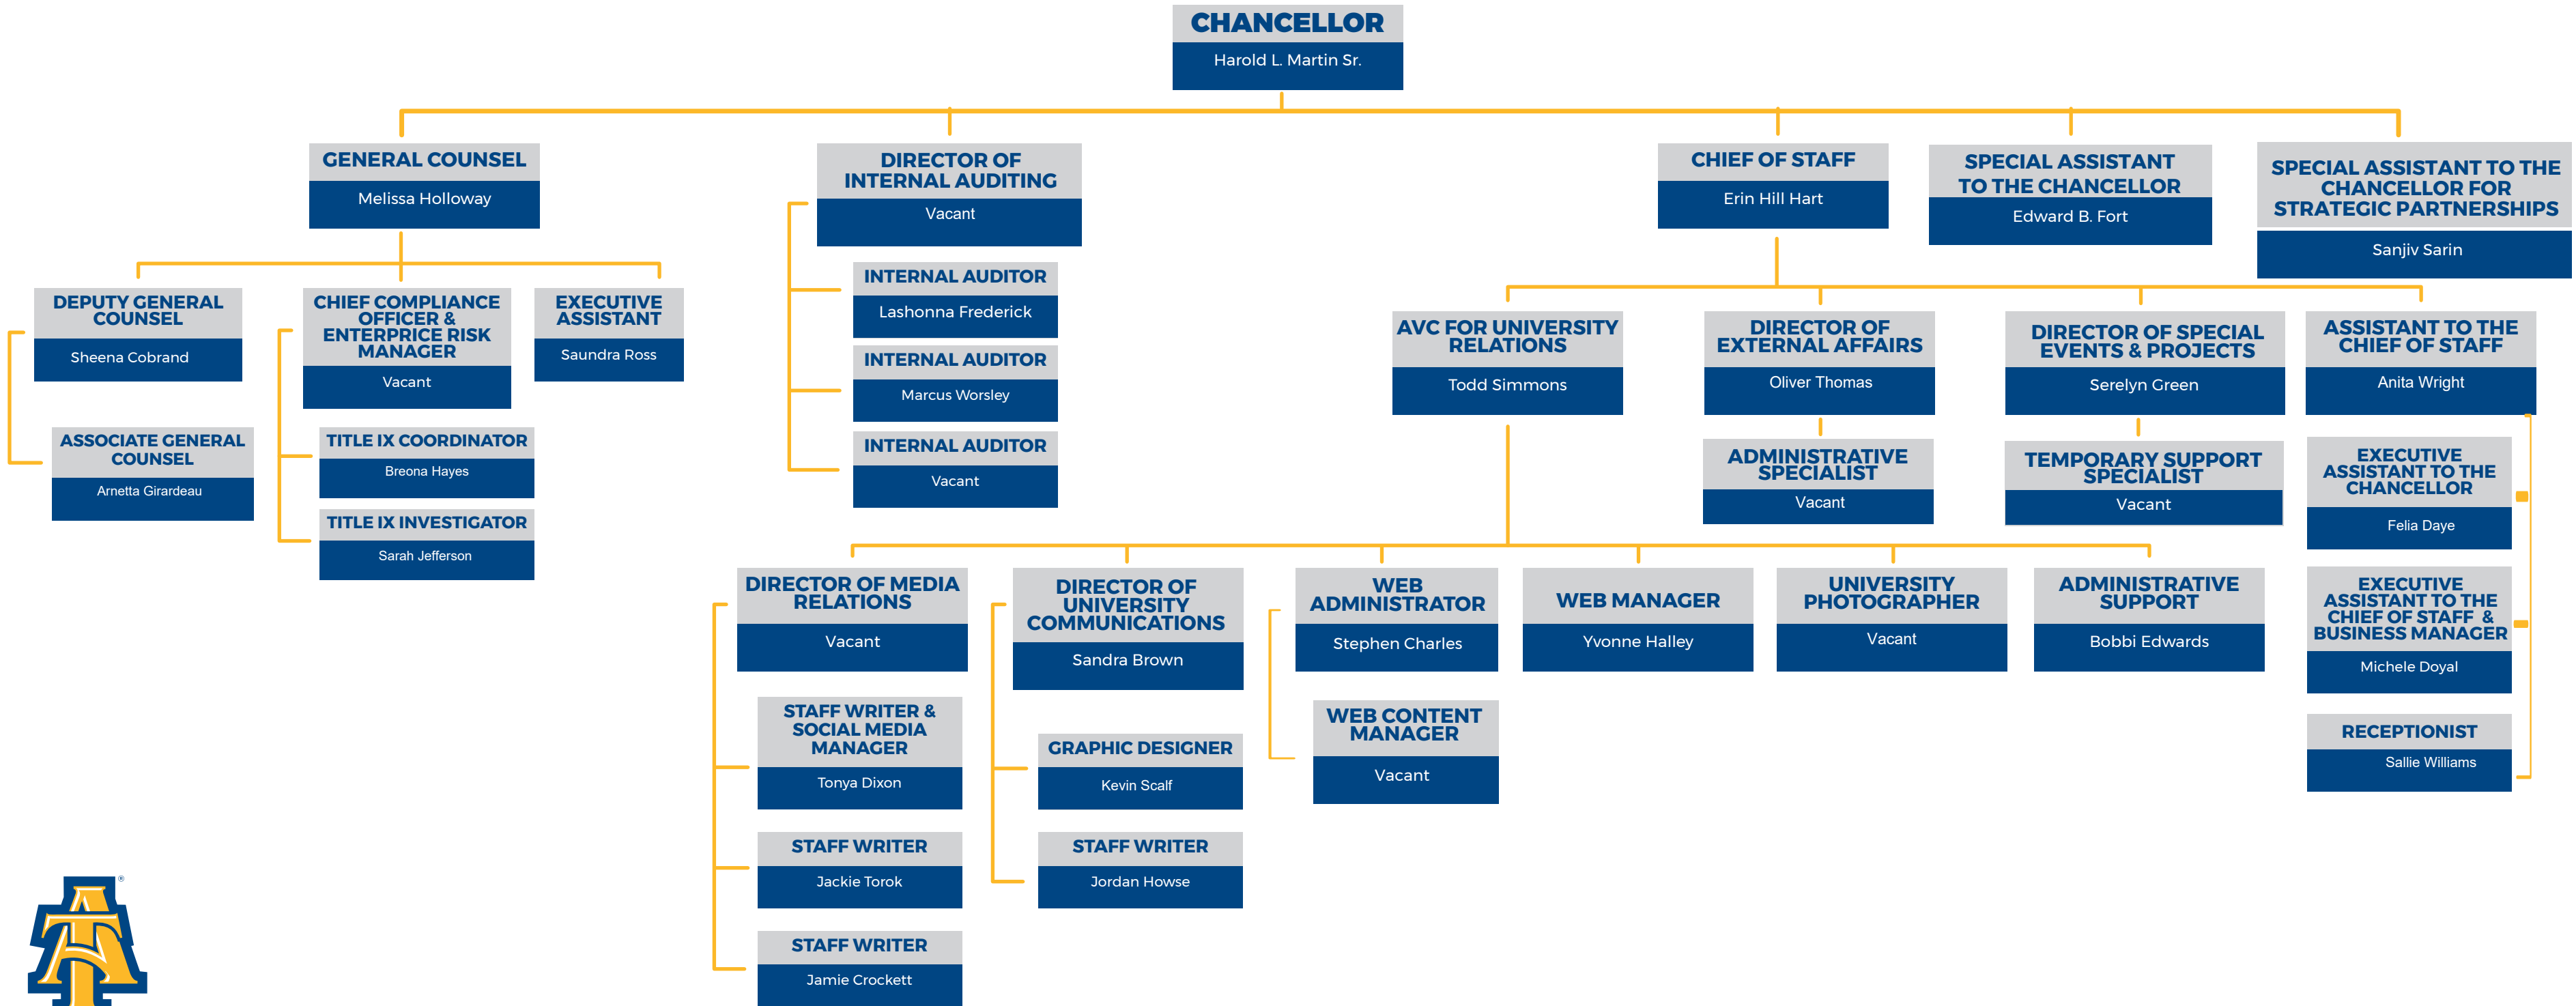 CHANCELLOR
Harold L. Martin Sr.
GENERAL COUNSEL
Melissa Holloway
DIRECTOR OF
INTERNAL AUDITING
Vacant
CHIEF OF STAFF
Erin Hill Hart
SPECIAL ASSISTANT
TO THE CHANCELLOR
Edward B. Fort
SPECIAL ASSISTANT TO THE
CHANCELLOR FOR
STRATEGIC PARTNERSHIPS
Sanjiv Sarin
DEPUTY GENERAL
COUNSEL
Sheena Cobrand
ASSOCIATE GENERAL
COUNSEL
Arnetta Girardeau
CHIEF COMPLIANCE
OFFICER &
ENTERPRICE RISK
MANAGER
Vacant
TITLE IX COORDINATOR
Breona Hayes
TITLE IX INVESTIGATOR
Sarah Jefferson
EXECUTIVE
ASSISTANT
Saundra Ross
INTERNAL AUDITOR
Lashonna Frederick
INTERNAL AUDITOR
Marcus Worsley
INTERNAL AUDITOR
Vacant
AVC FOR UNIVERSITY
RELATIONS
Todd Simmons
DIRECTOR OF
EXTERNAL AFFAIRS
Oliver Thomas
ADMINISTRATIVE
SPECIALIST
Vacant
DIRECTOR OF SPECIAL
EVENTS & PROJECTS
Serelyn Green
TEMPORARY SUPPORT
SPECIALIST
Vacant
ASSISTANT TO THE
CHIEF OF STAFF
Anita Wright
EXECUTIVE
ASSISTANT TO THE
CHANCELLOR
Felia Daye
EXECUTIVE
ASSISTANT TO THE
CHIEF OF STAFF &
BUSINESS MANAGER
Michele Doyal
RECEPTIONIST
Sallie Williams
DIRECTOR OF MEDIA
RELATIONS
Vacant
STAFF WRITER &
SOCIAL MEDIA
MANAGER
Tonya Dixon
STAFF WRITER
Jackie Torok
STAFF WRITER
Jamie Crockett
DIRECTOR OF
UNIVERSITY
COMMUNICATIONS
Sandra Brown
GRAPHIC DESIGNER
Kevin Scalf
STAFF WRITER
Jordan Howse
WEB
ADMINISTRATOR
Stephen Charles
WEB CONTENT
MANAGER
Vacant
WEB MANAGER
Yvonne Halley
UNIVERSITY
PHOTOGRAPHER
Vacant
ADMINISTRATIVE
SUPPORT
Bobbi Edwards
AT®